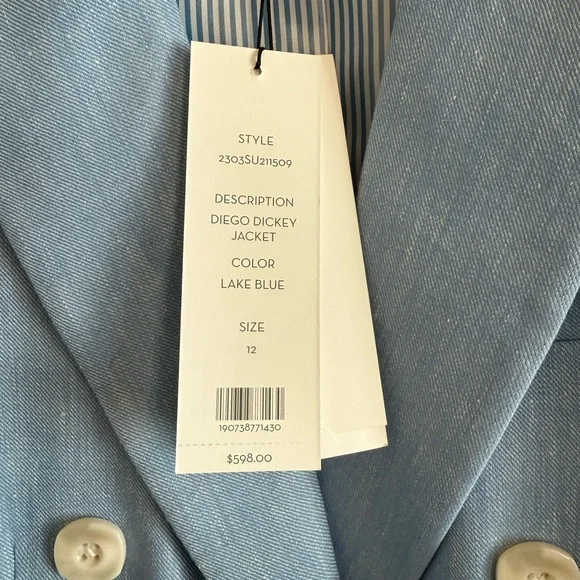 STYLE
2303SU211509
DESCRIPTION
DIEGO DICKEY
JACKET
COLOR
LAKE BLUE
SIZE
12
190738771430
$598.00